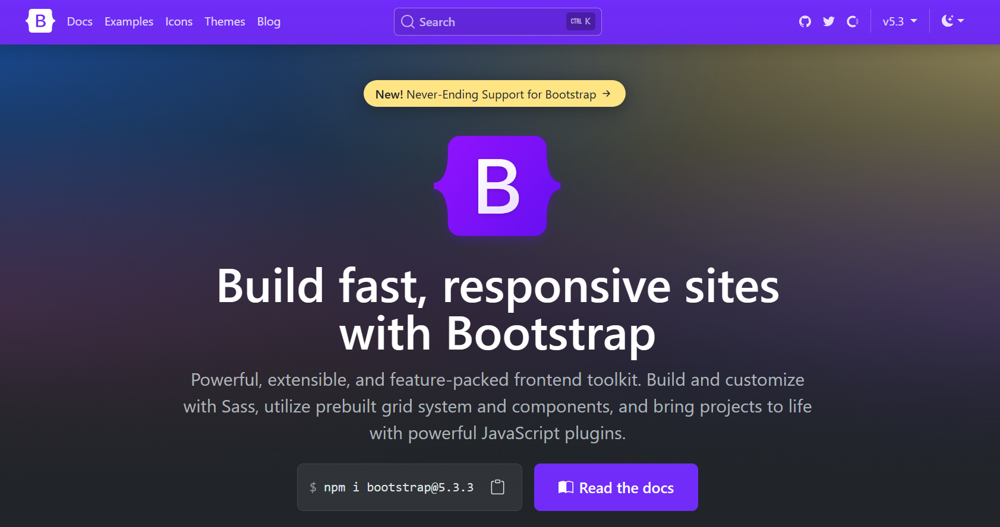 B Docs Examples Icons Themes Blog Search CTRL K v5.3
New! Never-Ending Support for Bootstrap →
B
Build fast, responsive sites
with Bootstrap
Powerful, extensible, and feature-packed frontend toolkit. Build and customize
with Sass, utilize prebuilt grid system and components, and bring projects to life
with powerful JavaScript plugins.
$ npm i bootstrap@5.3.3 Read the docs